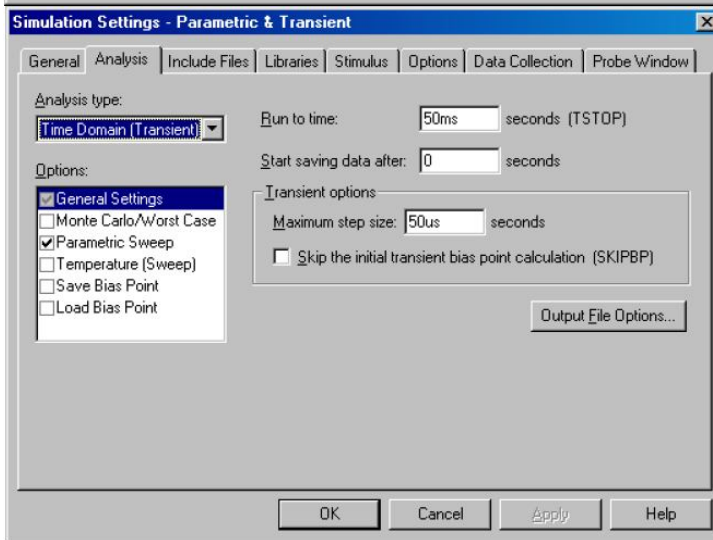 Simulation Settings - Parametric & Transient
General Analysis Include Files Libraries Stimulus Options Data Collection Probe Window
Analysis type:
Time Domain (Transient)
Options:
General Settings
Monte Carlo/Worst Case
Parametric Sweep
Temperature (Sweep)
Save Bias Point
Load Bias Point
Run to time: 50ms seconds (TSTOP)
Start saving data after: 0 seconds
Transient options
Maximum step size: 50us seconds
Skip the initial transient bias point calculation (SKIPBP)
Output File Options...
OK Cancel Apply Help